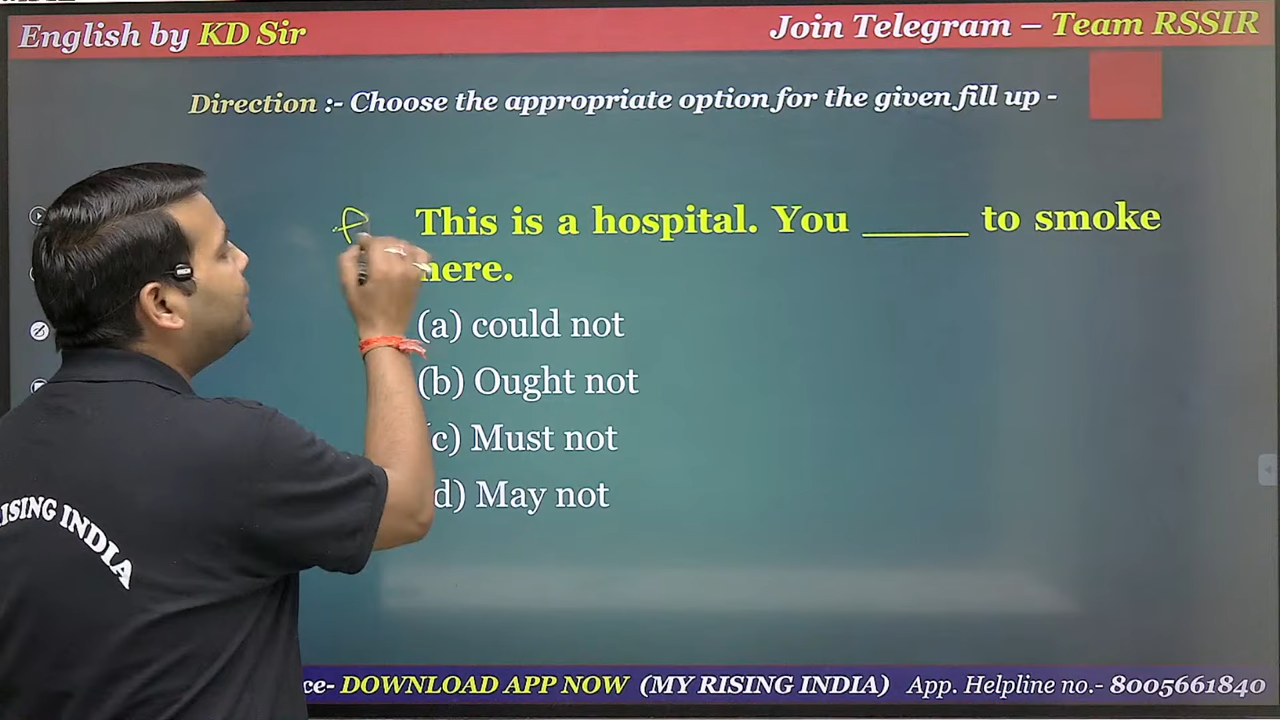 English by KD Sir
Join Telegram – Team RSSIR
Direction :- Choose the appropriate option for the given fill up -
This is a hospital. You ____ to smoke
here.
(a) could not
(b) Ought not
(c) Must not
d) May not
RISING INDIA
ce- DOWNLOAD APP NOW (MY RISING INDIA) App. Helpline no.- 8005661840